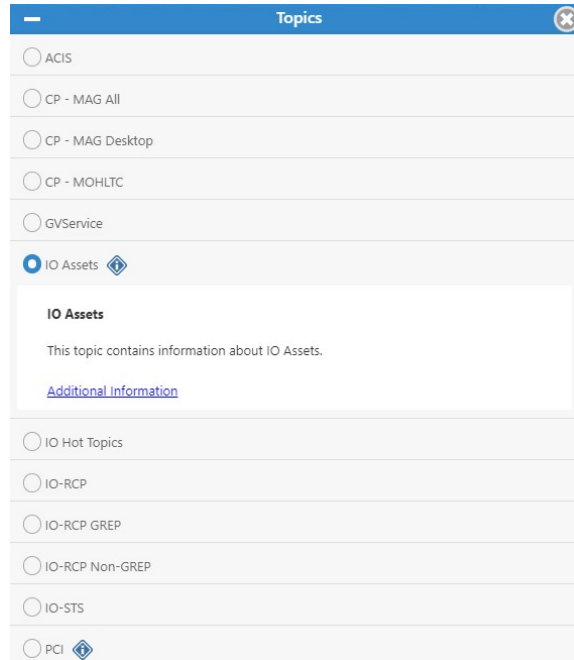 Topics
ACIS
CP - MAG All
CP - MAG Desktop
CP - MOHLTC
GVService
IO Assets
IO Assets
This topic contains information about IO Assets.
Additional Information
IO Hot Topics
IO-RCP
IO-RCP GREP
IO-RCP Non-GREP
IO-STS
PCI